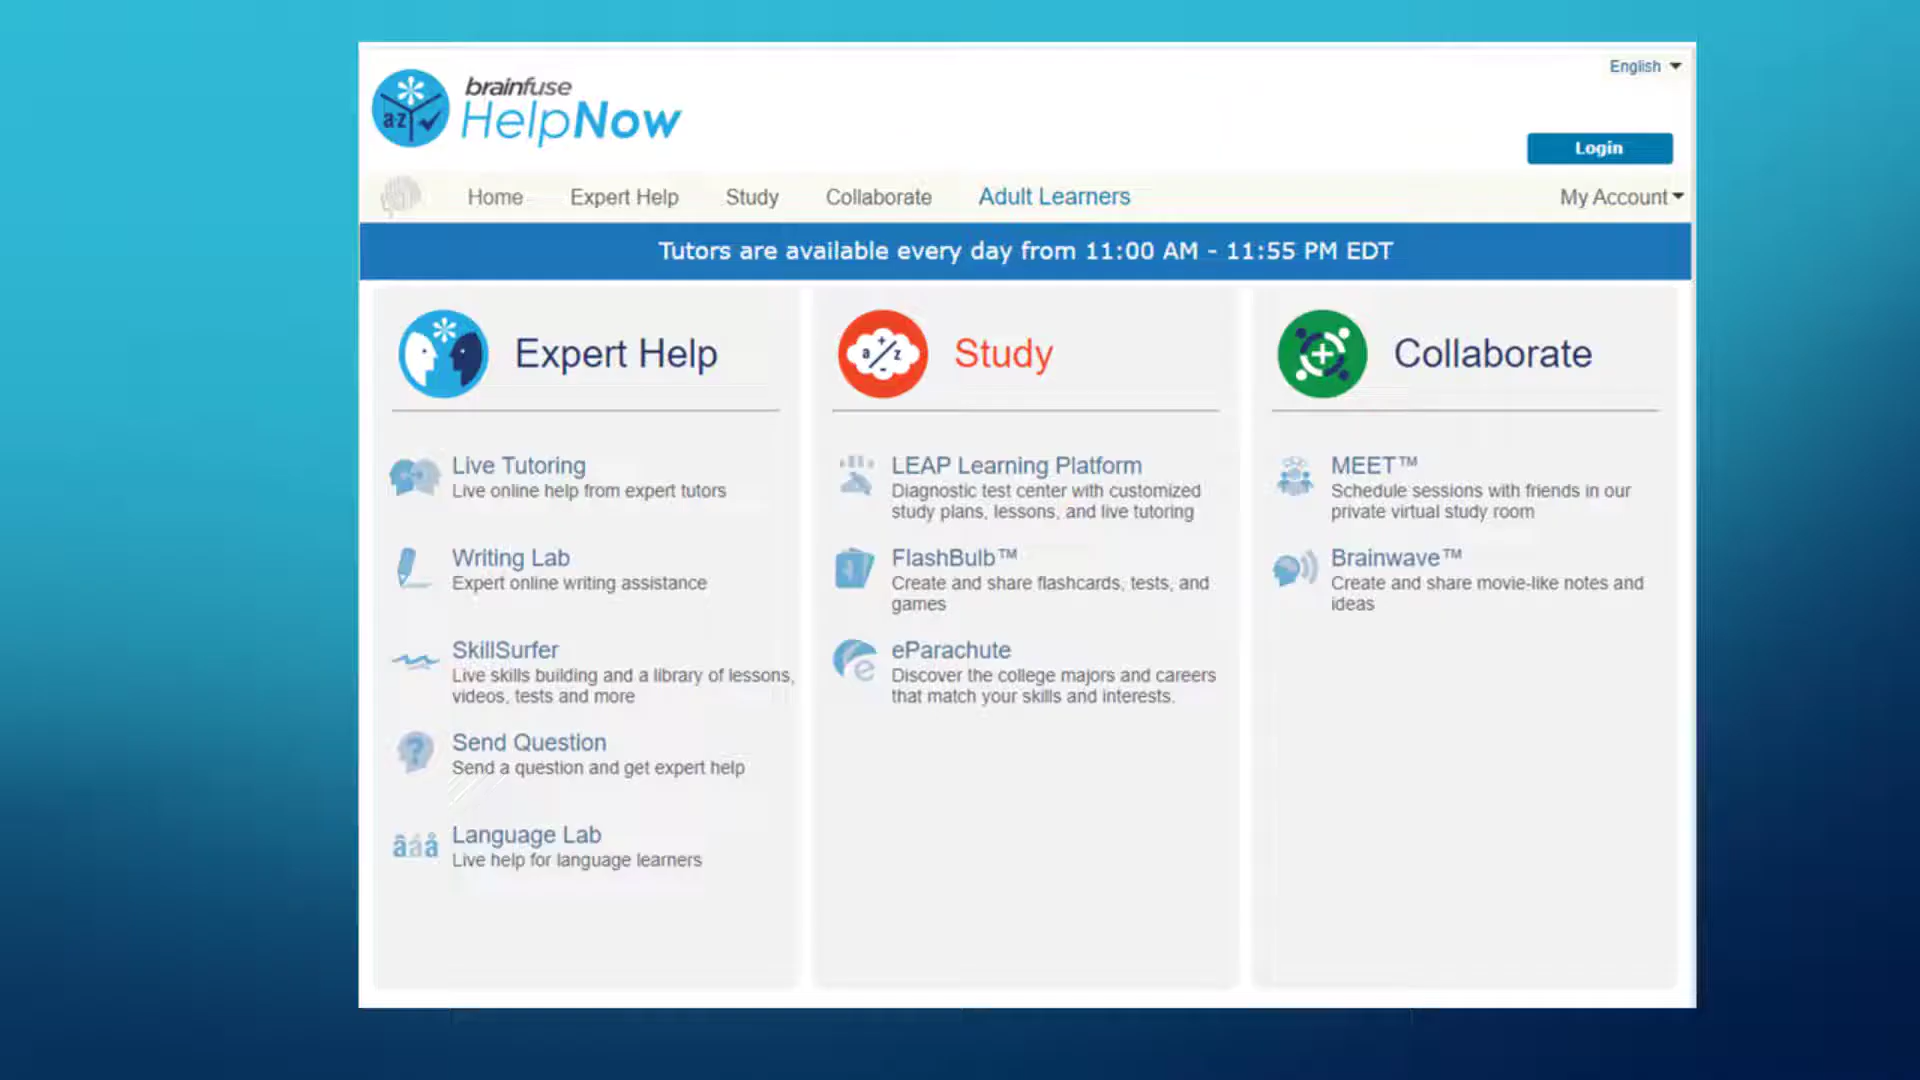 brainfuse
HelpNow
a-z
English
Login
Home Expert Help Study Collaborate Adult Learners My Account
Tutors are available every day from 11:00 AM - 11:55 PM EDT
Expert Help
Live Tutoring
Live online help from expert tutors
Writing Lab
Expert online writing assistance
SkillSurfer
Live skills building and a library of lessons,
videos, tests and more
Send Question
Send a question and get expert help
âáå Language Lab
Live help for language learners
a + - z
Study
LEAP Learning Platform
Diagnostic test center with customized
study plans, lessons, and live tutoring
FlashBulb™
Create and share flashcards, tests, and
games
eParachute
Discover the college majors and careers
that match your skills and interests.
Collaborate
MEET™
Schedule sessions with friends in our
private virtual study room
Brainwave™
Create and share movie-like notes and
ideas